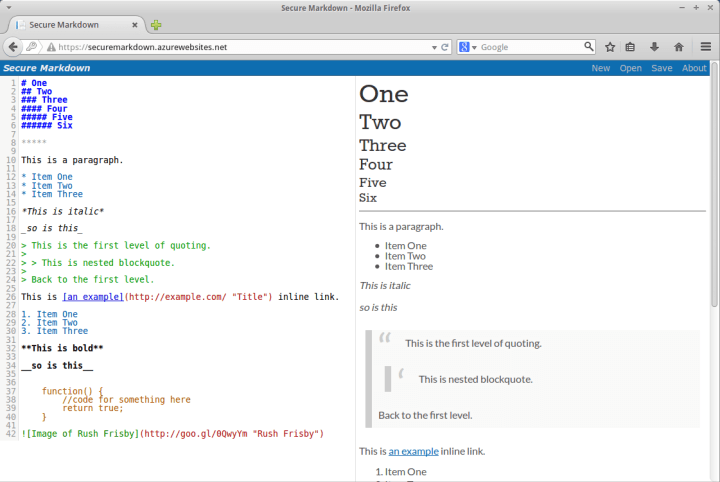 Secure Markdown - Mozilla Firefox
Secure Markdown
https://securemarkdown.azurewebsites.net
Google
Secure Markdown
New Open Save About
1 # One
2 ## Two
3 ### Three
4 #### Four
5 ##### Five
6 ###### Six
7
8 *****
9
10 This is a paragraph.
11
12 * Item One
13 * Item Two
14 * Item Three
15
16 *This is italic*
17
18 _so is this_
19
20 > This is the first level of quoting.
21 >
22 > > This is nested blockquote.
23 >
24 > Back to the first level.
25
26 This is [an example](http://example.com/ "Title") inline link.
27
28 1. Item One
29 2. Item Two
30 3. Item Three
31
32 **This is bold**
33
34 __so is this__
35
36
37 function() {
38 //code for something here
39 return true;
40 }
41
42 ![Image of Rush Frisby](http://goo.gl/0QwyYm "Rush Frisby")
One
Two
Three
Four
Five
Six
This is a paragraph.
• Item One
• Item Two
• Item Three
This is italic
so is this
“ This is the first level of quoting.
‘ This is nested blockquote.
Back to the first level.
This is an example inline link.
1. Item One